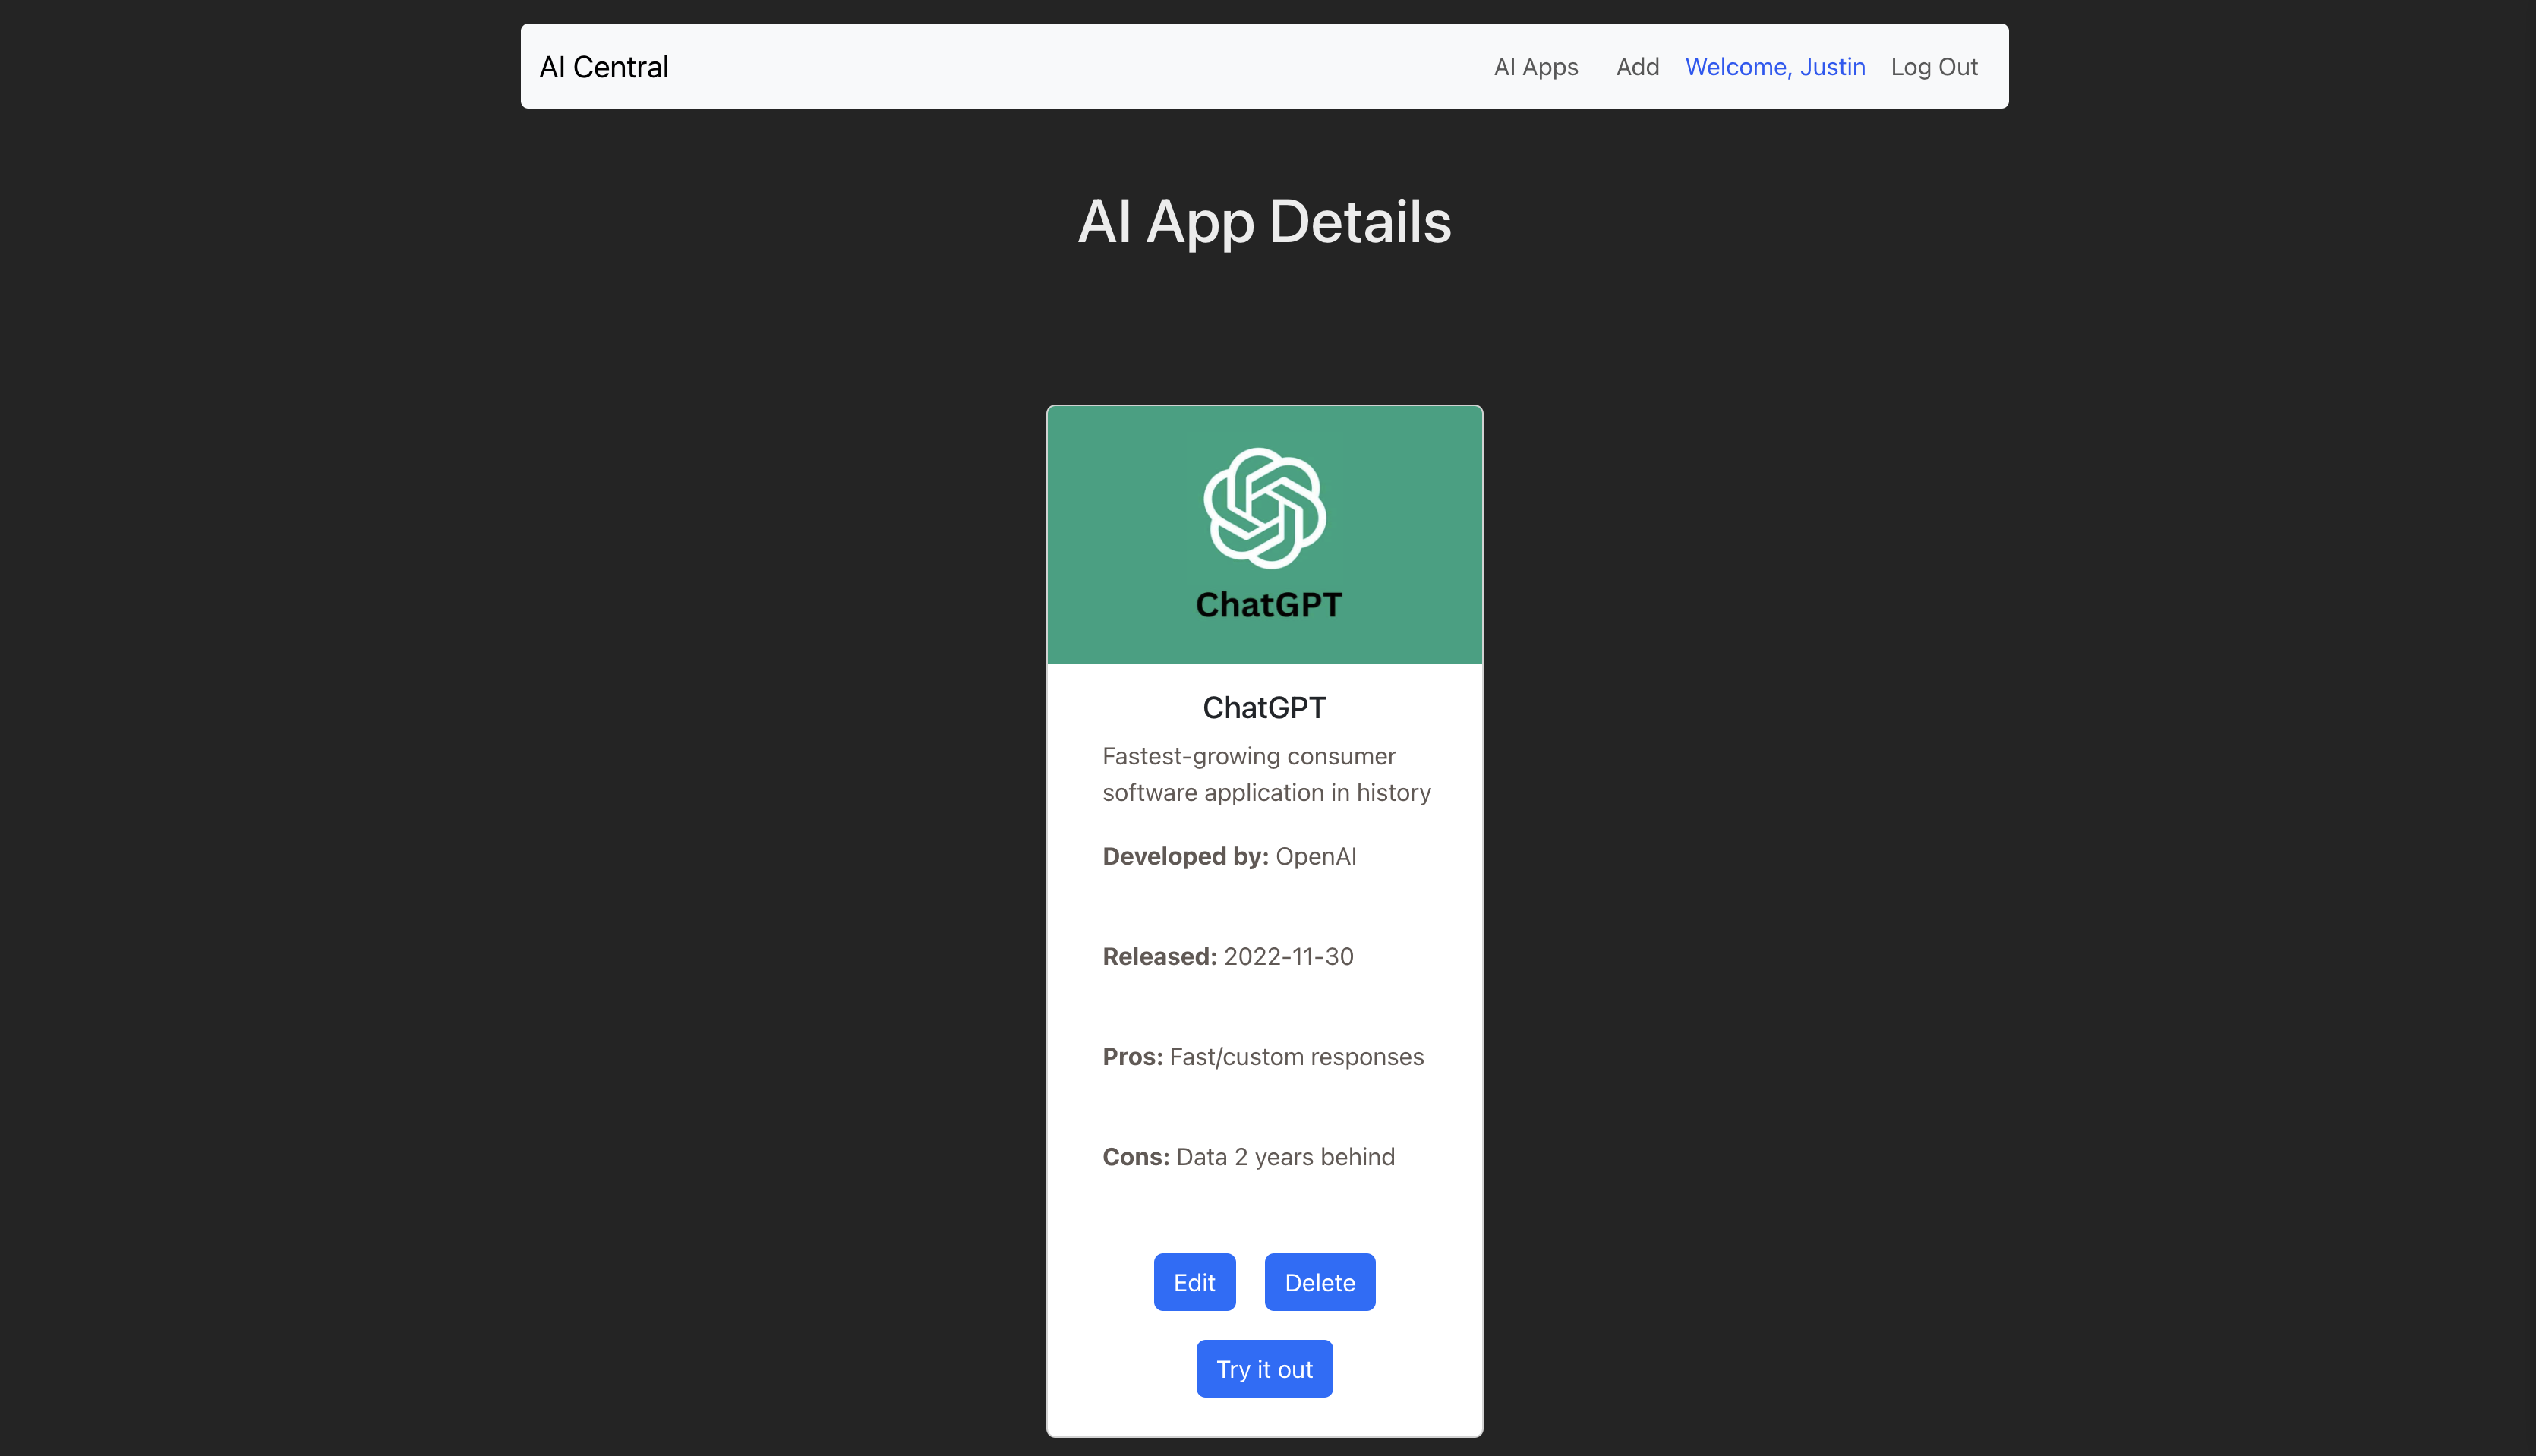 AI Central
AI Apps
Add
Welcome, Justin
Log Out
AI App Details
ChatGPT
ChatGPT
Fastest-growing consumer
software application in history
Developed by: OpenAI
Released: 2022-11-30
Pros: Fast/custom responses
Cons: Data 2 years behind
Edit
Delete
Try it out